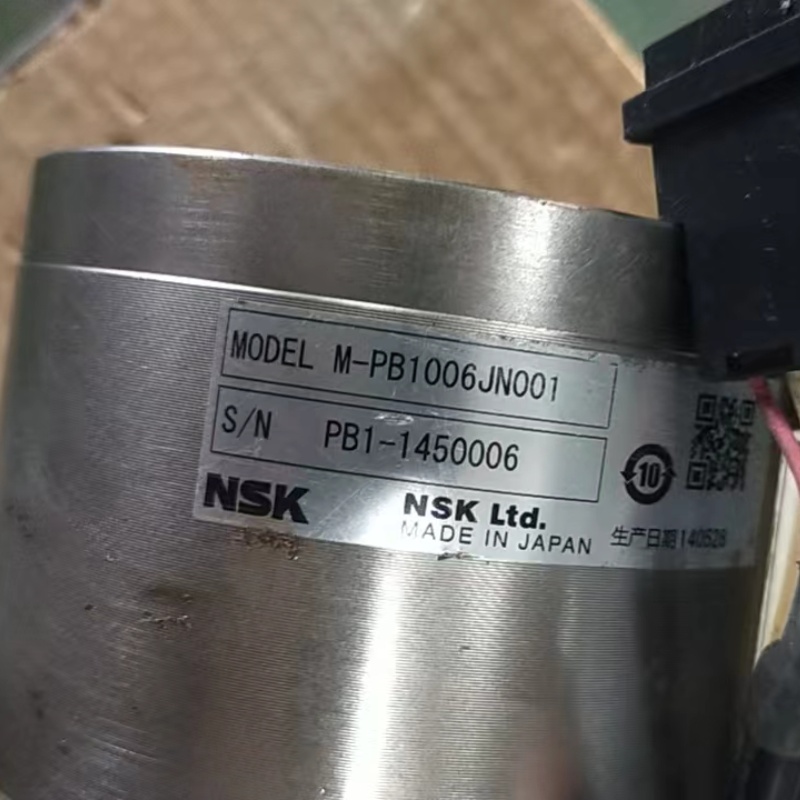 MODEL M-PB1006JN001
S/N PB1-1450006
10
NSK NSK Ltd.
MADE IN JAPAN 生产日期140528